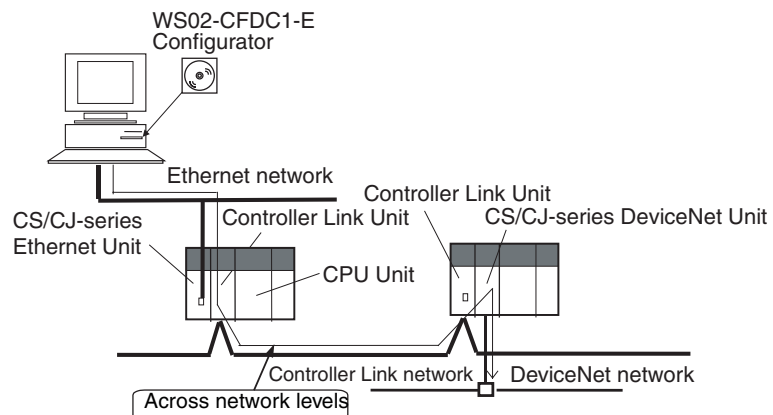 WS02-CFDC1-E
Configurator
Ethernet network
Controller Link Unit
CS/CJ-series
Ethernet Unit
Controller Link Unit
CS/CJ-series DeviceNet Unit
CPU Unit
Controller Link network
DeviceNet network
Across network levels